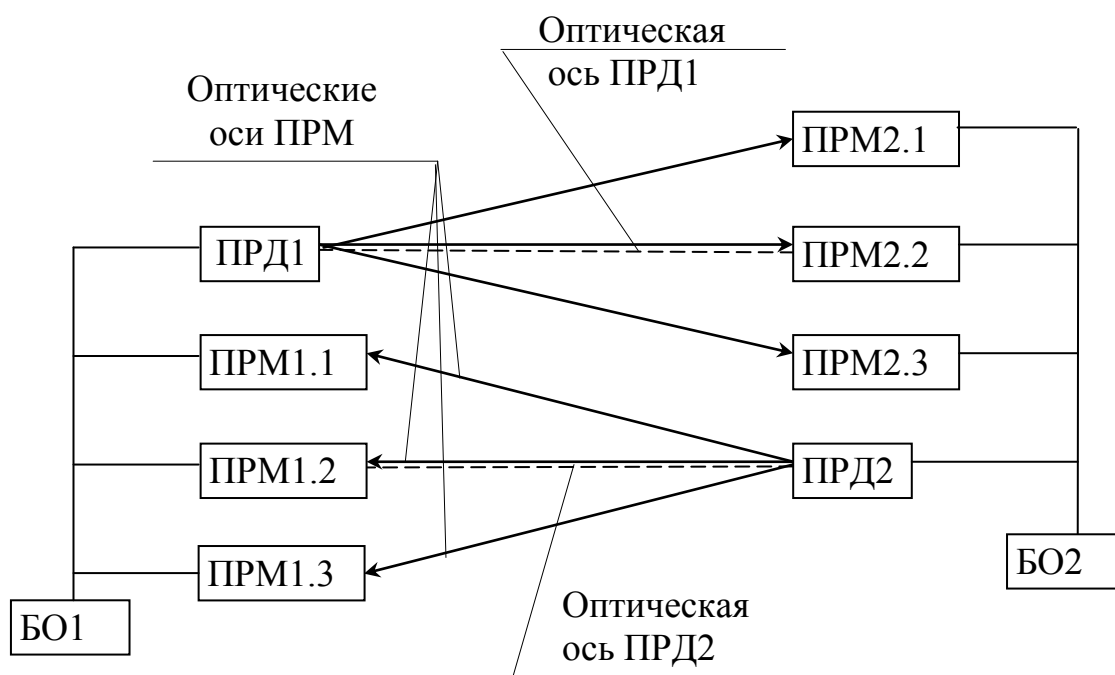 Оптическая
ось ПРД1
Оптические
оси ПРМ
ПРМ2.1
ПРД1
ПРМ2.2
ПРМ1.1
ПРМ2.3
ПРМ1.2
ПРД2
ПРМ1.3
БО2
БО1
Оптическая
ось ПРД2